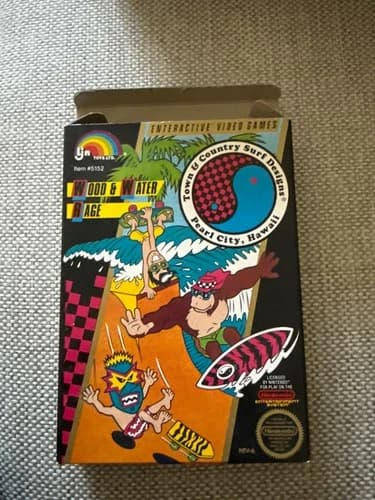 ENTERACTIVE VIDEO GAMES
LJN
TOYS, LTD.
Item #5152
Town & Country Surf Designs®
Pearl City, Hawaii
WOOD & WATER
RAGE
LICENSED
BY NINTENDO®
FOR PLAY ON THE
Nintendo
ENTERTAINMENT
SYSTEM®